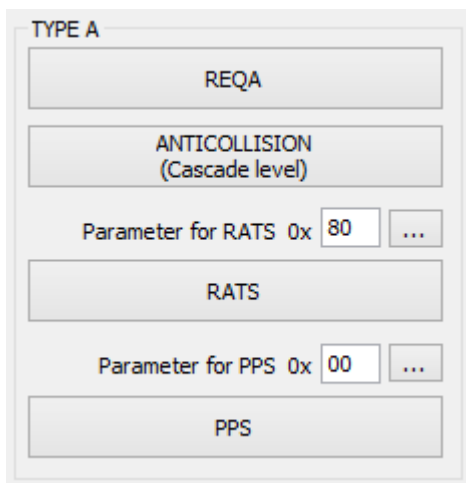 TYPE A
REQA
ANTICOLLISION
(Cascade level)
Parameter for RATS 0x 80 ...
RATS
Parameter for PPS 0x 00 ...
PPS